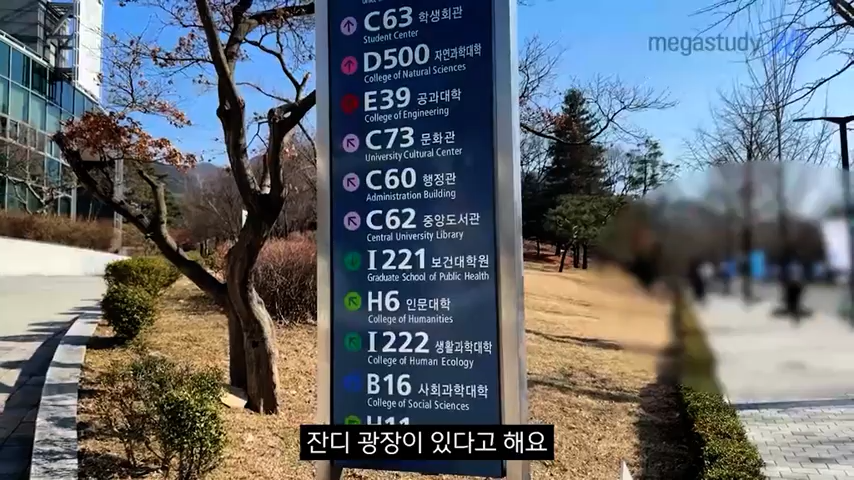 megastudy
C63 학생회관
Student Center
D500 자연과학대학
College of Natural Sciences
E39 공과대학
College of Engineering
C73 문화관
University Cultural Center
C60 행정관
Administration Building
C62 중앙도서관
Central University Library
I221 보건대학원
Graduate School of Public Health
H6 인문대학
College of Humanities
I222 생활과학대학
College of Human Ecology
B16 사회과학대학
College of Social Sciences
잔디 광장이 있다고 해요